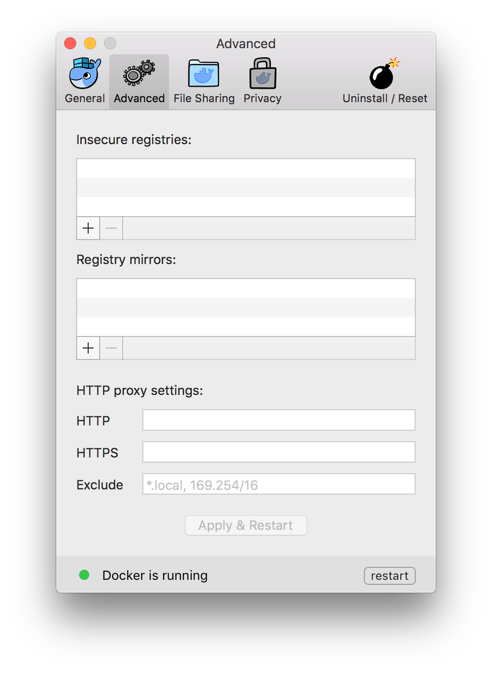 Advanced
General Advanced File Sharing Privacy Uninstall / Reset
Insecure registries:
Registry mirrors:
HTTP proxy settings:
HTTP
HTTPS
Exclude *.local, 169.254/16
Apply & Restart
Docker is running restart